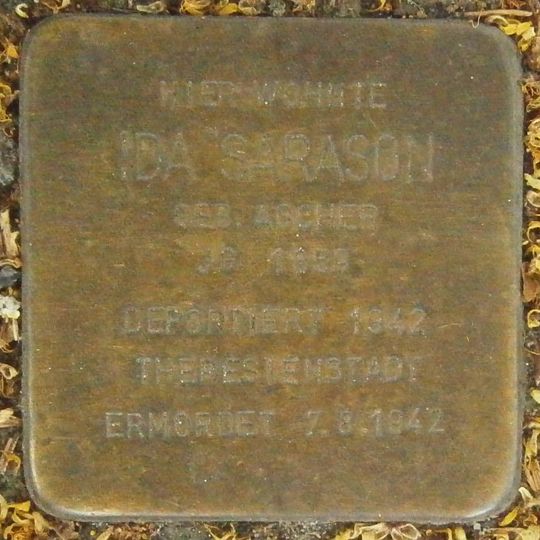 HIER WOHNTE
IDA SARASON
GEB. ASCHER
JG.
DEPORTIERT 1942
THERESIENSTADT
ERMORDET 7.8.1942